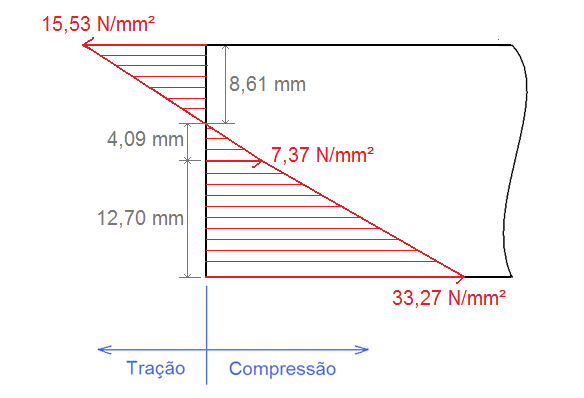 15,53 N/mm²
8,61 mm
4,09 mm
7,37 N/mm²
12,70 mm
33,27 N/mm²
Tração
Compressão